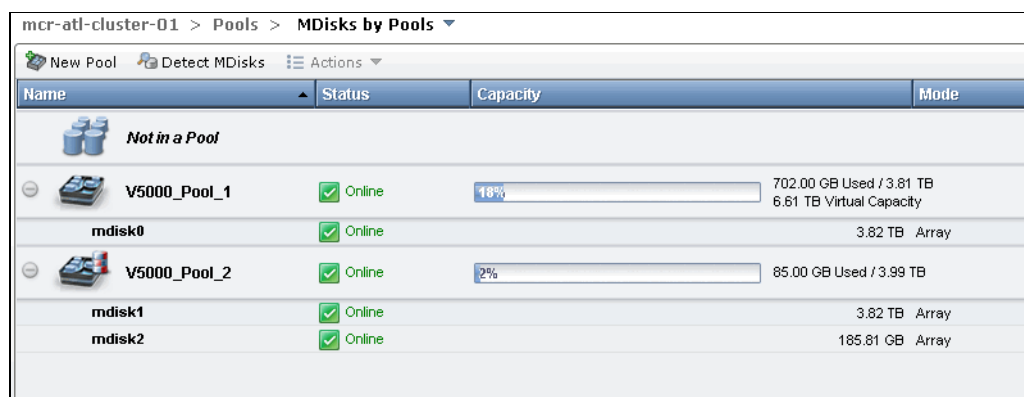 mcr-atl-cluster-01 > Pools > MDisks by Pools
New Pool Detect MDisks Actions
Name Status Capacity Mode
Not in a Pool
V5000_Pool_1 Online 18% 702.00 GB Used / 3.81 TB
6.61 TB Virtual Capacity
mdisk0 Online 3.82 TB Array
V5000_Pool_2 Online 2% 85.00 GB Used / 3.99 TB
mdisk1 Online 3.82 TB Array
mdisk2 Online 185.81 GB Array